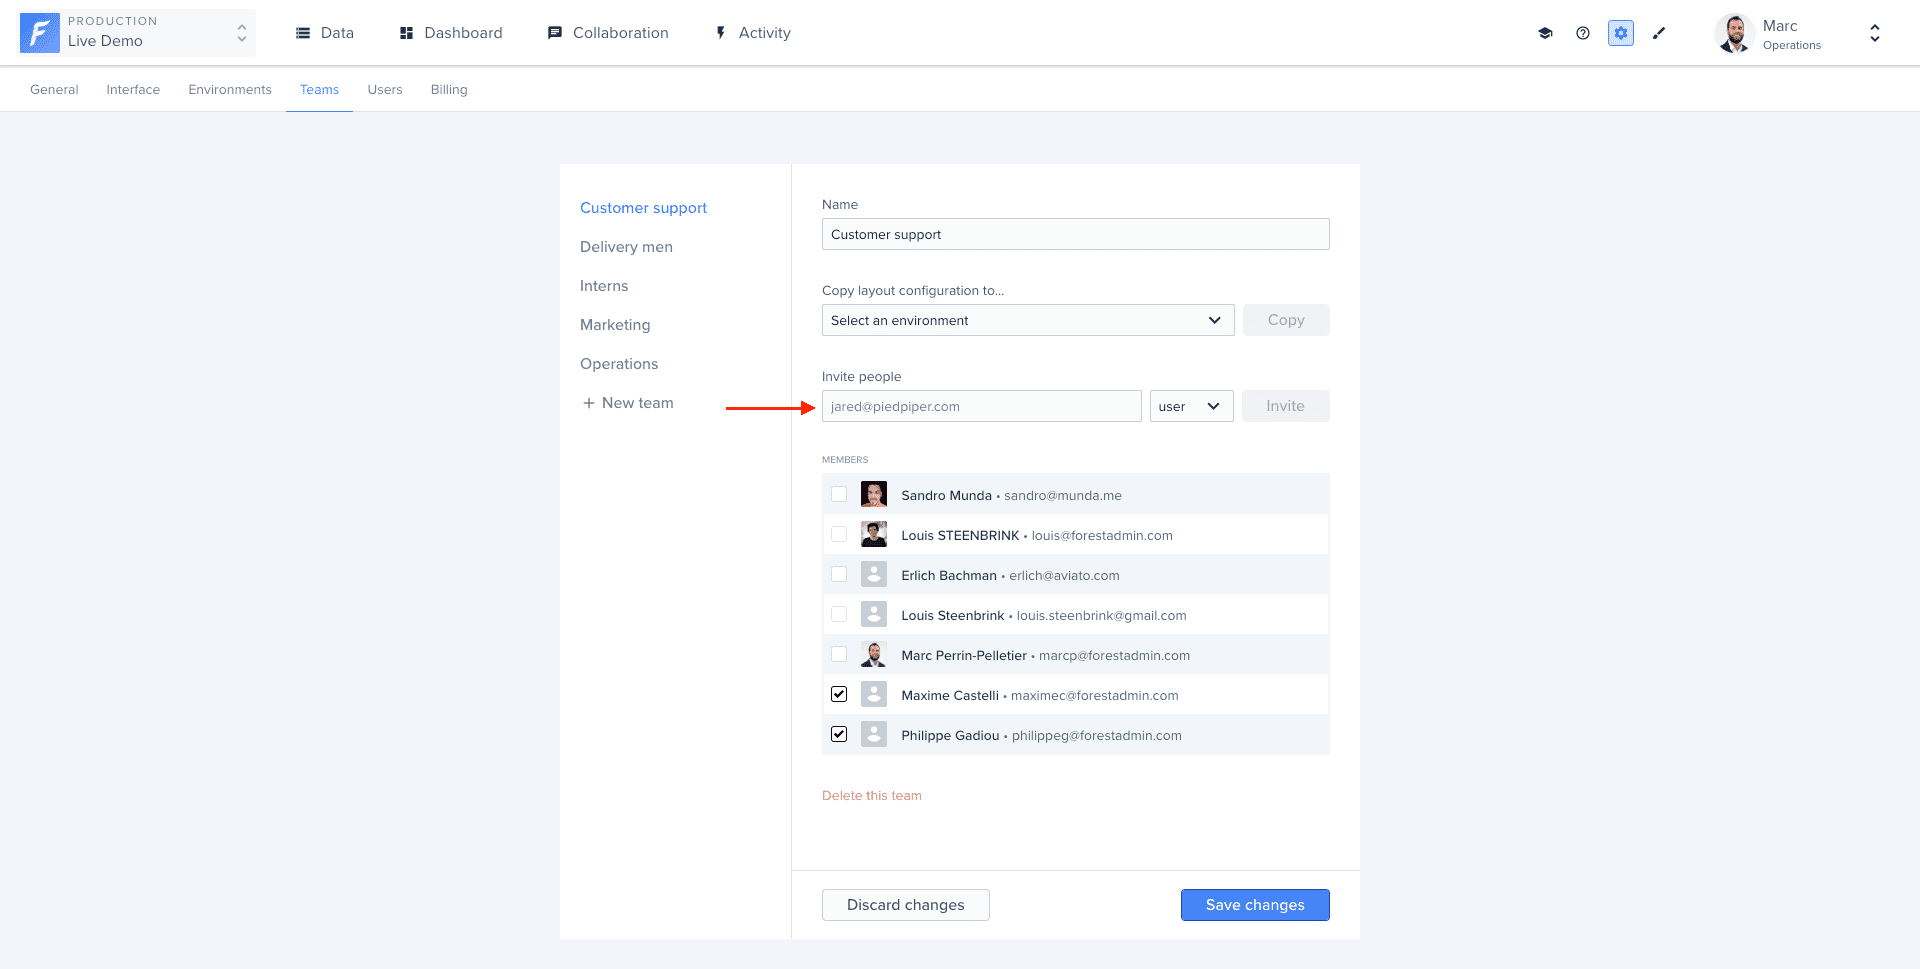 PRODUCTION
Live Demo
Data
Dashboard
Collaboration
Activity
Marc
Operations
General
Interface
Environments
Teams
Users
Billing
Customer support
Delivery men
Interns
Marketing
Operations
+ New team
Name
Customer support
Copy layout configuration to...
Select an environment
Copy
Invite people
jared@piedpiper.com
user
Invite
MEMBERS
Sandro Munda • sandro@munda.me
Louis STEENBRINK • louis@forestadmin.com
Erlich Bachman • erlich@aviato.com
Louis Steenbrink • louis.steenbrink@gmail.com
Marc Perrin-Pelletier • marcp@forestadmin.com
Maxime Castelli • maximec@forestadmin.com
Philippe Gadiou • philippeg@forestadmin.com
Delete this team
Discard changes
Save changes